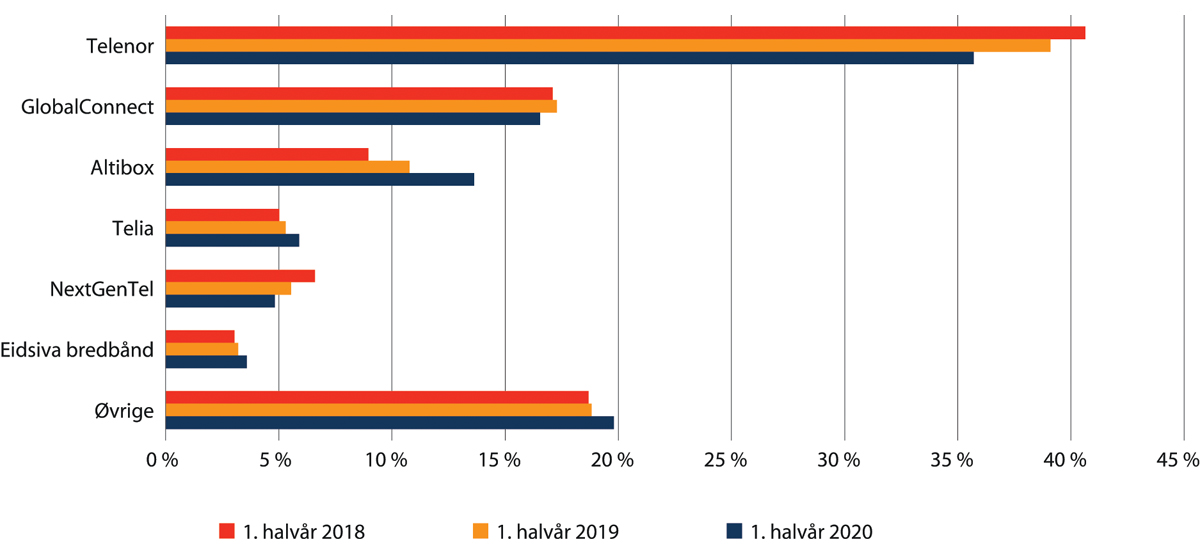 Telenor
GlobalConnect
Altibox
Telia
NextGenTel
Eidsiva bredbånd
Øvrige
0 % 5 % 10 % 15 % 20 % 25 % 30 % 35 % 40 % 45 %
1. halvår 2018 1. halvår 2019 1. halvår 2020